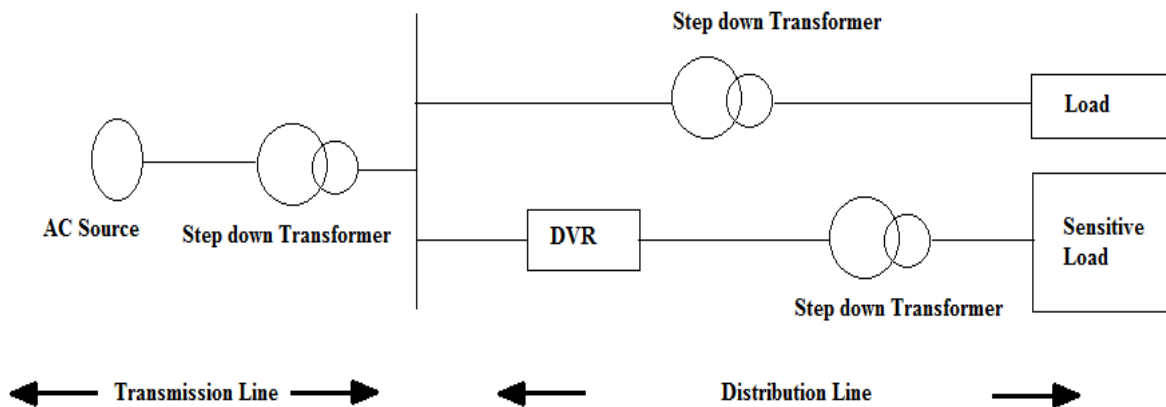 Step down Transformer
Load
AC Source
Step down Transformer
DVR
Sensitive
Load
Step down Transformer
Transmission Line
Distribution Line